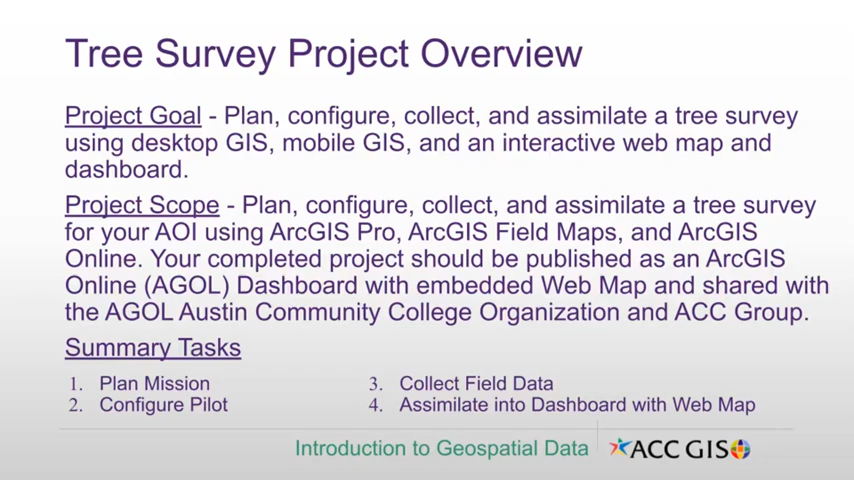 Tree Survey Project Overview
Project Goal - Plan, configure, collect, and assimilate a tree survey
using desktop GIS, mobile GIS, and an interactive web map and
dashboard.
Project Scope - Plan, configure, collect, and assimilate a tree survey
for your AOI using ArcGIS Pro, ArcGIS Field Maps, and ArcGIS
Online. Your completed project should be published as an ArcGIS
Online (AGOL) Dashboard with embedded Web Map and shared with
the AGOL Austin Community College Organization and ACC Group.
Summary Tasks
1. Plan Mission
2. Configure Pilot
3. Collect Field Data
4. Assimilate into Dashboard with Web Map
Introduction to Geospatial Data
ACC GIS